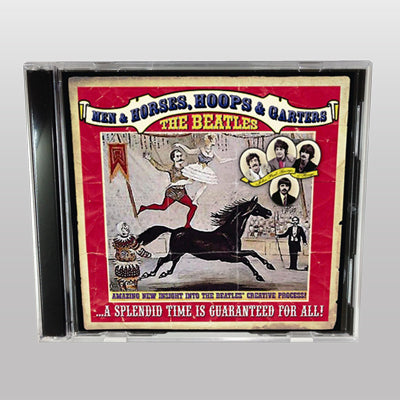 MEN & HORSES, HOOPS & GARTERS
THE BEATLES
AMAZING NEW INSIGHT INTO THE BEATLES' CREATIVE PROCESS!
...A SPLENDID TIME IS GUARANTEED FOR ALL!